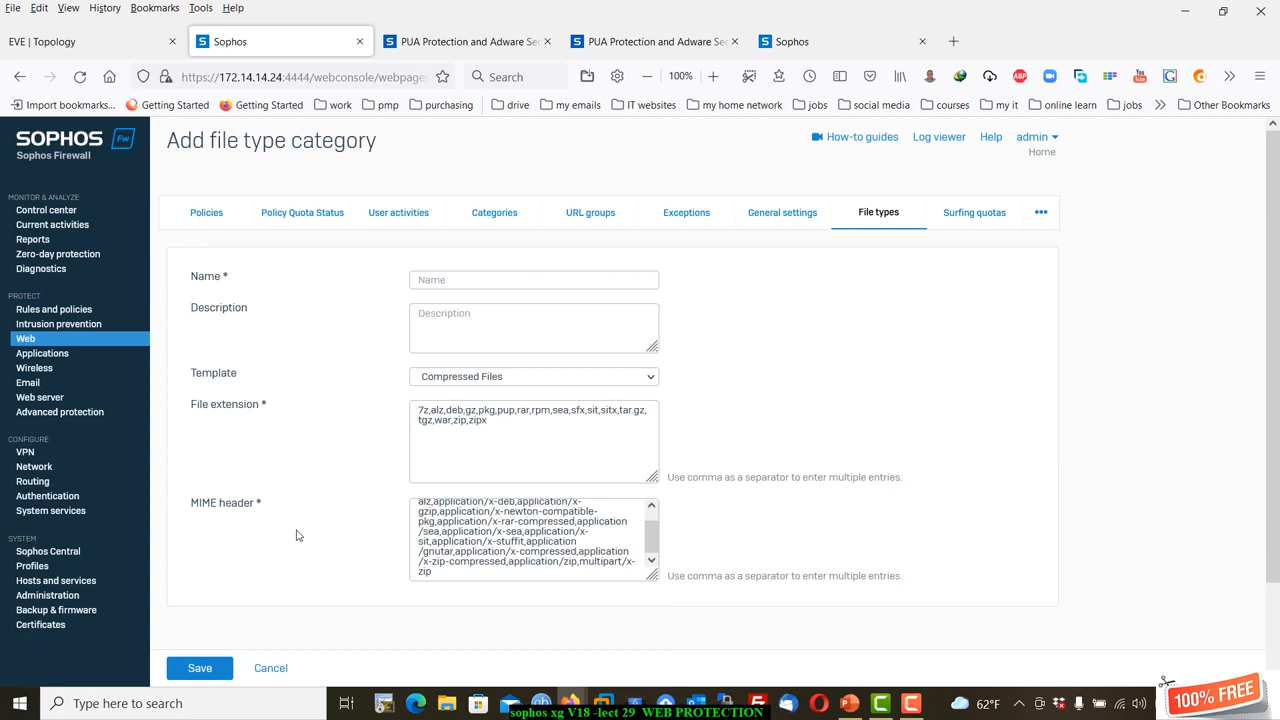 File Edit View History Bookmarks Tools Help
EVE | Topology
Sophos
PUA Protection and Adware Sec
PUA Protection and Adware Sec
Sophos
https://172.14.14.24:4444/webconsole/webpages
Search
100%
Import bookmarks...
Getting Started
Getting Started
work
pmp
purchasing
drive
my emails
IT websites
my home network
jobs
social media
courses
my it
online learn
jobs
Other Bookmarks
SOPHOS Fw
Sophos Firewall
MONITOR & ANALYZE
Control center
Current activities
Reports
Zero-day protection
Diagnostics
PROTECT
Rules and policies
Intrusion prevention
Web
Applications
Wireless
Email
Web server
Advanced protection
CONFIGURE
VPN
Network
Routing
Authentication
System services
SYSTEM
Sophos Central
Profiles
Hosts and services
Administration
Backup & firmware
Certificates
Add file type category
How-to guides Log viewer Help admin
Home
Policies Policy Quota Status User activities Categories URL groups Exceptions General settings File types Surfing quotas
Name *
Name
Description
Description
Template
Compressed Files
File extension *
7z,alz,deb,gz,pkg,pup,rar,rpm,sea,sfx,sit,sitx,tar.gz,
tgz,war,zip,zipx
Use comma as a separator to enter multiple entries.
MIME header *
alz,application/x-deb,application/x-
gzip,application/x-newton-compatible-
pkg,application/x-rar-compressed,application
/sea,application/x-sea,application/x-
sit,application/x-stuffit,application
/gnutar,application/x-compressed,application
/x-zip-compressed,application/zip,multipart/x-
zip
Use comma as a separator to enter multiple entries.
Save Cancel
100% FREE
Type here to search
62°F
sophos xg V18 -lect 29 WEB PROTECTION